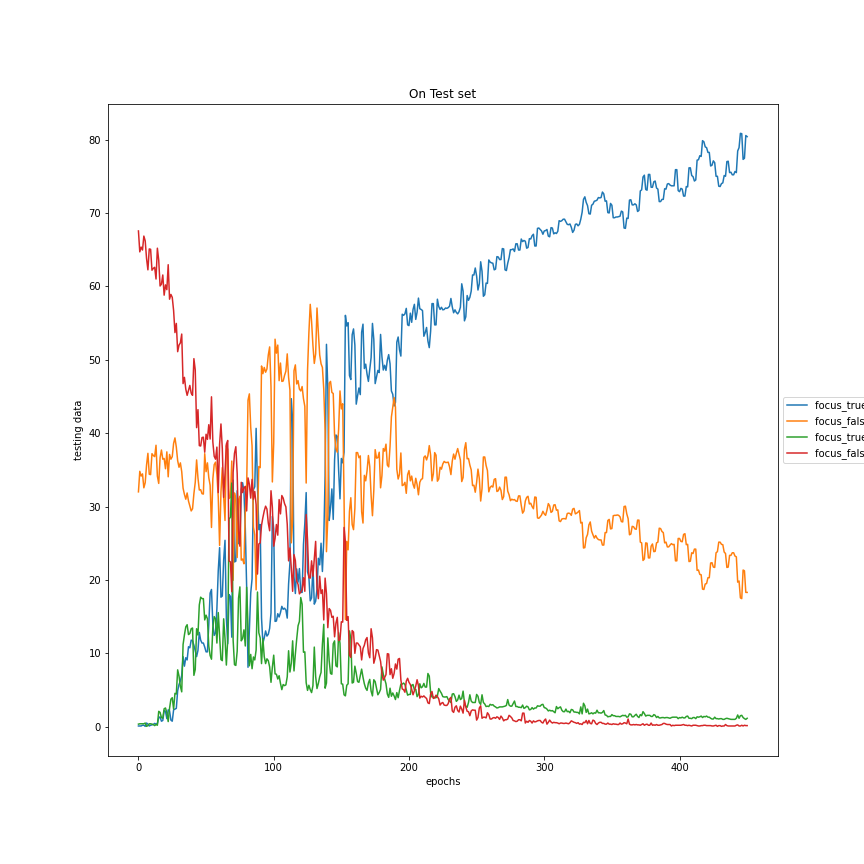 On Test set
80
70
60
50
40
30
20
10
0
testing data
0 100 200 300 400
epochs
focus_true
focus_fals
focus_true
focus_fals